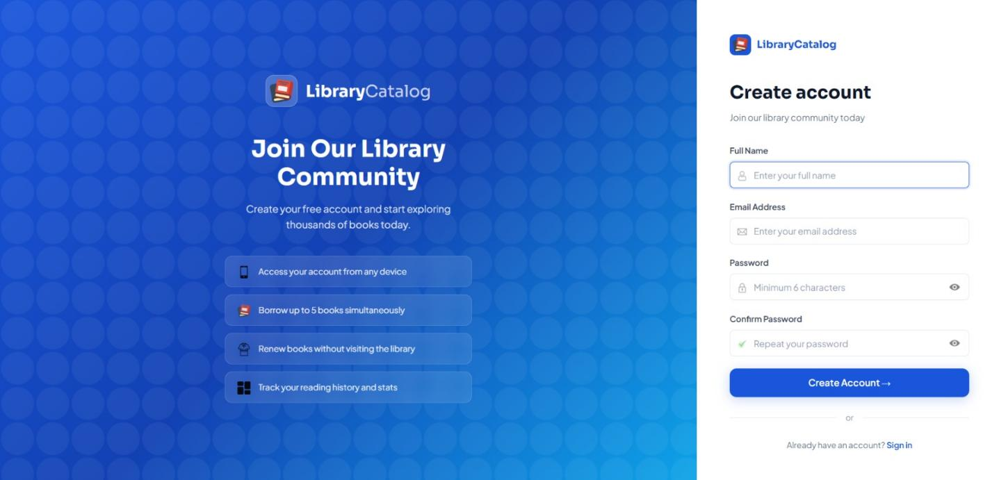 LibraryCatalog
Join Our Library
Community
Create your free account and start exploring
thousands of books today.
Access your account from any device
Borrow up to 5 books simultaneously
Renew books without visiting the library
Track your reading history and stats
LibraryCatalog
Create account
Join our library community today
Full Name
Enter your full name
Email Address
Enter your email address
Password
Minimum 6 characters
Confirm Password
Repeat your password
Create Account →
or
Already have an account? Sign in